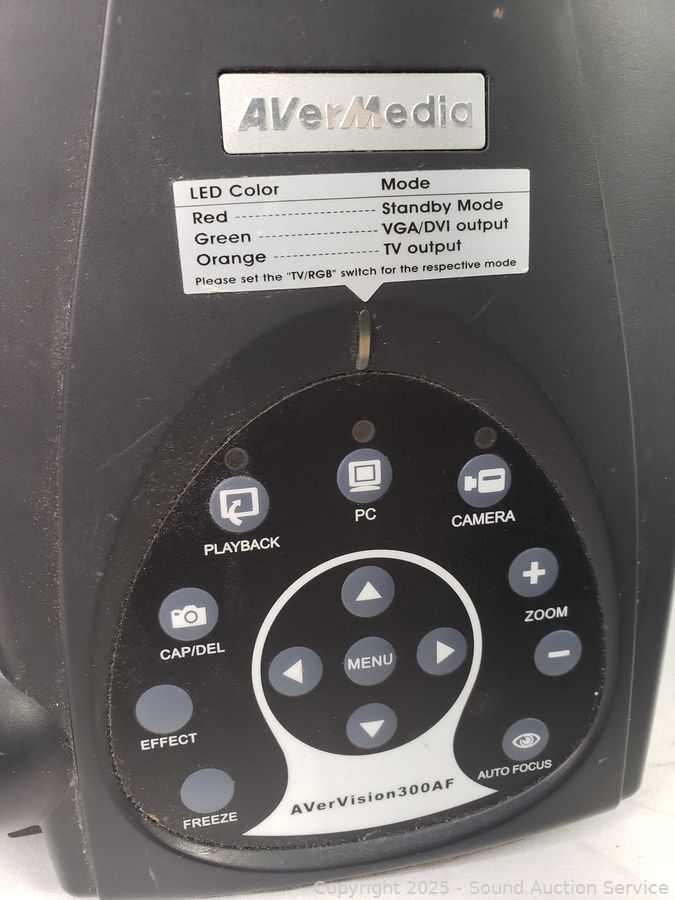 AVerMedia
LED Color Mode
Red -------------------- Standby Mode
Green -------------------- VGA/DVI output
Orange -------------------- TV output
Please set the "TV/RGB" switch for the respective mode
PLAYBACK
PC
CAMERA
ZOOM
CAP/DEL
MENU
EFFECT
AUTO FOCUS
FREEZE
AVerVision300AF
Copyright 2025 - Sound Auction Service